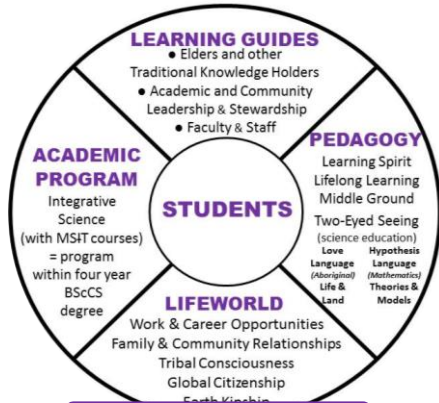 LEARNING GUIDES
● Elders and other
Traditional Knowledge Holders
● Academic and Community
Leadership & Stewardship
● Faculty & Staff
ACADEMIC
PROGRAM
Integrative
Science
(with MSIT courses)
= program
within four year
BScCS
degree
STUDENTS
PEDAGOGY
Learning Spirit
Lifelong Learning
Middle Ground
Two-Eyed Seeing
(science education)
Love Hypothesis
Language Language
(Aboriginal) (Mathematics)
Life & Theories &
Land Models
LIFEWORLD
Work & Career Opportunities
Family & Community Relationships
Tribal Consciousness
Global Citizenship
Earth Kinship